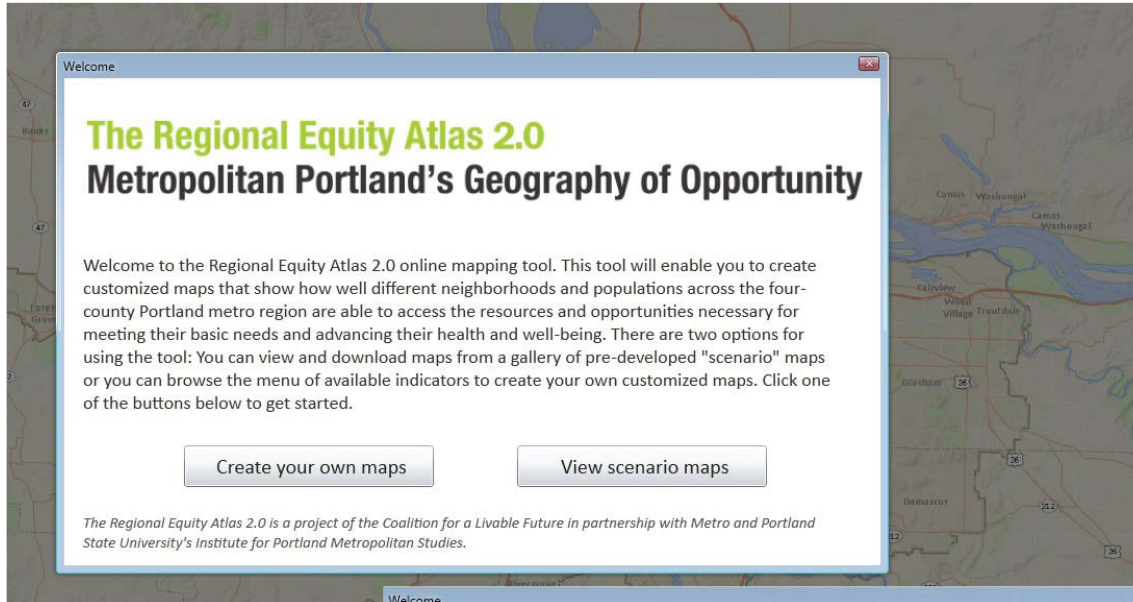 Welcome
The Regional Equity Atlas 2.0
Metropolitan Portland's Geography of Opportunity
Welcome to the Regional Equity Atlas 2.0 online mapping tool. This tool will enable you to create
customized maps that show how well different neighborhoods and populations across the four-
county Portland metro region are able to access the resources and opportunities necessary for
meeting their basic needs and advancing their health and well-being. There are two options for
using the tool: You can view and download maps from a gallery of pre-developed "scenario" maps
or you can browse the menu of available indicators to create your own customized maps. Click one
of the buttons below to get started.
Create your own maps
View scenario maps
The Regional Equity Atlas 2.0 is a project of the Coalition for a Livable Future in partnership with Metro and Portland
State University's Institute for Portland Metropolitan Studies.
47
Banks
47
Camas
Washougal
Camas
Washougal
Fairview
Wood
Village
Troutdale
Gresham
26
26
Damascus
212
12
26
Rivergrove
Welcome